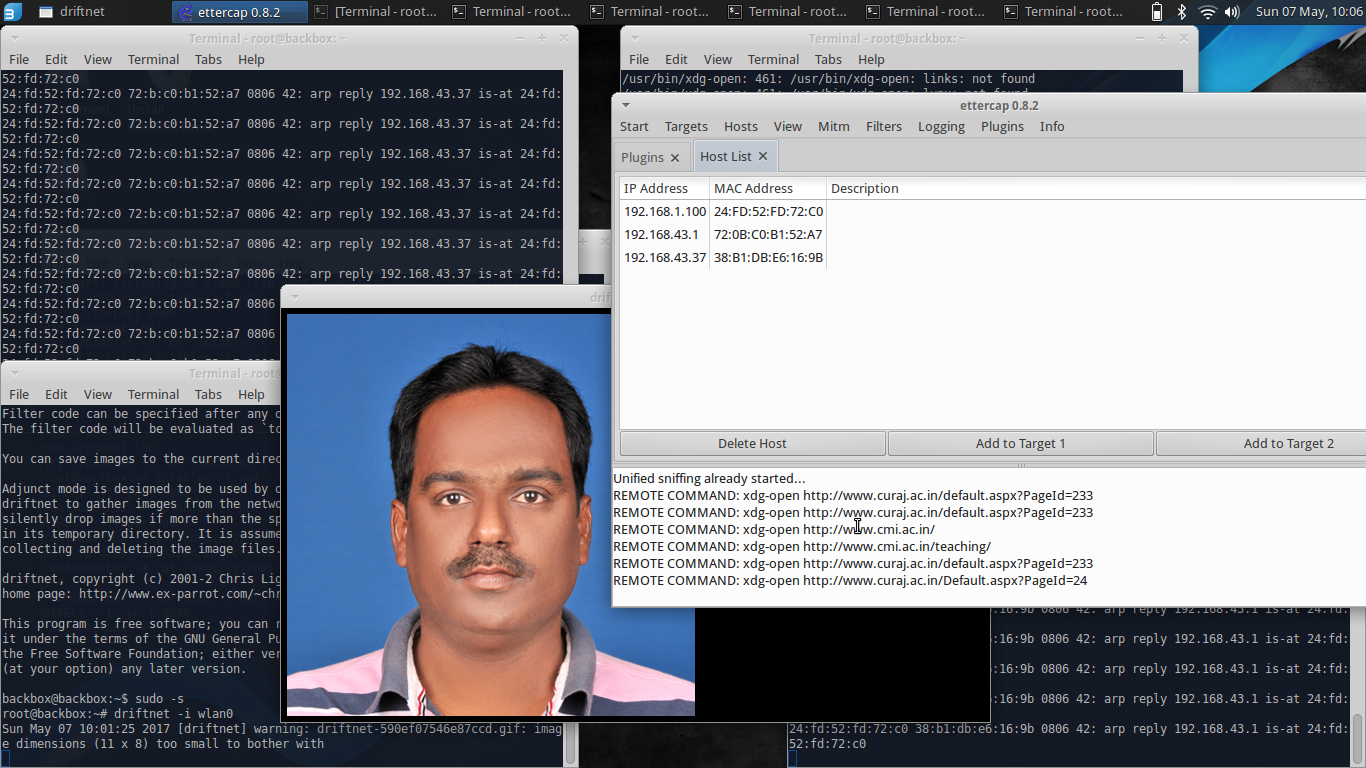 driftnet
ettercap 0.8.2
[Terminal - root...
Terminal - root...
Terminal - root...
Terminal - root...
Terminal - root...
Terminal - root...
Sun 07 May, 10:06
Terminal - root@backbox: ~
File Edit View Terminal Tabs Help
52:fd:72:c0
24:fd:52:fd:72:c0 72:b:c0:b1:52:a7 0806 42: arp reply 192.168.43.37 is-at 24:fd:
52:fd:72:c0
24:fd:52:fd:72:c0 72:b:c0:b1:52:a7 0806 42: arp reply 192.168.43.37 is-at 24:fd:
52:fd:72:c0
24:fd:52:fd:72:c0 72:b:c0:b1:52:a7 0806 42: arp reply 192.168.43.37 is-at 24:fd:
52:fd:72:c0
24:fd:52:fd:72:c0 72:b:c0:b1:52:a7 0806 42: arp reply 192.168.43.37 is-at 24:fd:
52:fd:72:c0
24:fd:52:fd:72:c0 72:b:c0:b1:52:a7 0806 42: arp reply 192.168.43.37 is-at 24:fd:
52:fd:72:c0
24:fd:52:fd:72:c0 72:b:c0:b1:52:a7 0806 42: arp reply 192.168.43.37 is-at 24:fd:
52:fd:72:c0
24:fd:52:fd:72:c0 72:b:c0:b1:52:a7 0806 42: arp reply 192.168.43.37 is-at 24:fd:
52:fd:72:c0
24:fd:52:fd:72:c0 72:b:c0:b1:52:a7 0806
52:fd:72:c0
24:fd:52:fd:72:c0 72:b:c0:b1:52:a7 0806
52:fd:72:c0
Terminal - root@backbox: ~
File Edit View Terminal Tabs Help
/usr/bin/xdg-open: 461: /usr/bin/xdg-open: links: not found
ettercap 0.8.2
Start Targets Hosts View Mitm Filters Logging Plugins Info
Plugins Host List
IP Address MAC Address Description
192.168.1.100 24:FD:52:FD:72:C0
192.168.43.1 72:0B:C0:B1:52:A7
192.168.43.37 38:B1:DB:E6:16:9B
Delete Host Add to Target 1 Add to Target 2
Unified sniffing already started...
REMOTE COMMAND: xdg-open http://www.curaj.ac.in/default.aspx?PageId=233
REMOTE COMMAND: xdg-open http://www.curaj.ac.in/default.aspx?PageId=233
REMOTE COMMAND: xdg-open http://www.cmi.ac.in/
REMOTE COMMAND: xdg-open http://www.cmi.ac.in/teaching/
REMOTE COMMAND: xdg-open http://www.curaj.ac.in/default.aspx?PageId=233
REMOTE COMMAND: xdg-open http://www.curaj.ac.in/Default.aspx?PageId=24
Terminal - root@
File Edit View Terminal Tabs Help
Filter code can be specified after any o
The filter code will be evaluated as `tc
You can save images to the current direc
Adjunct mode is designed to be used by o
driftnet to gather images from the netwo
silently drop images if more than the sp
in its temporary directory. It is assume
collecting and deleting the image files.
driftnet, copyright (c) 2001-2 Chris Lig
home page: http://www.ex-parrot.com/~chr
This program is free software; you can r
it under the terms of the GNU General Pu
the Free Software Foundation; either ver
(at your option) any later version.
backbox@backbox:~$ sudo -s
root@backbox:~# driftnet -i wlan0
Sun May 07 10:01:25 2017 [driftnet] warning: driftnet-590ef07546e87ccd.gif: imag
e dimensions (11 x 8) too small to bother with
drif
:16:9b 0806 42: arp reply 192.168.43.1 is-at 24:fd:
:16:9b 0806 42: arp reply 192.168.43.1 is-at 24:fd:
:16:9b 0806 42: arp reply 192.168.43.1 is-at 24:fd:
:16:9b 0806 42: arp reply 192.168.43.1 is-at 24:fd:
24:fd:52:fd:72:c0 38:b1:db:e6:16:9b 0806 42: arp reply 192.168.43.1 is-at 24:fd:
52:fd:72:c0